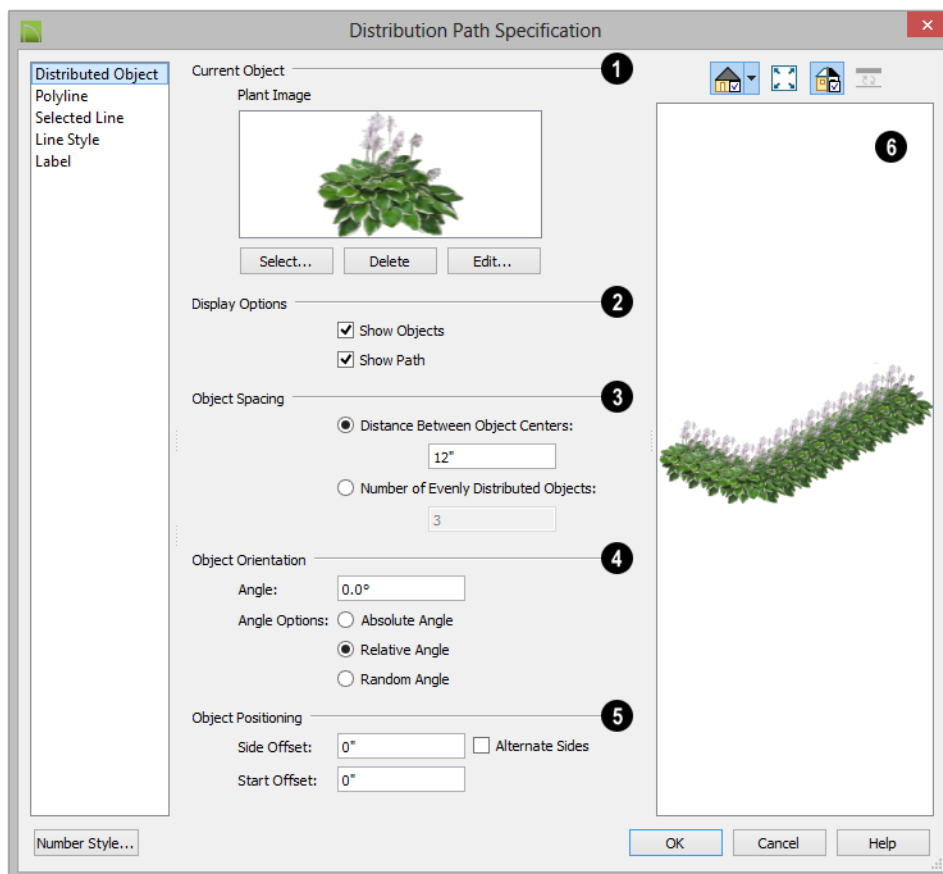 Distribution Path Specification
Distributed Object
Polyline
Selected Line
Line Style
Label
Current Object
1
Plant Image
Select...
Delete
Edit...
Display Options
2
Show Objects
Show Path
Object Spacing
3
Distance Between Object Centers:
12"
Number of Evenly Distributed Objects:
3
Object Orientation
4
Angle:
0.0°
Angle Options:
Absolute Angle
Relative Angle
Random Angle
Object Positioning
5
Side Offset:
0"
Alternate Sides
Start Offset:
0"
6
Number Style...
OK
Cancel
Help